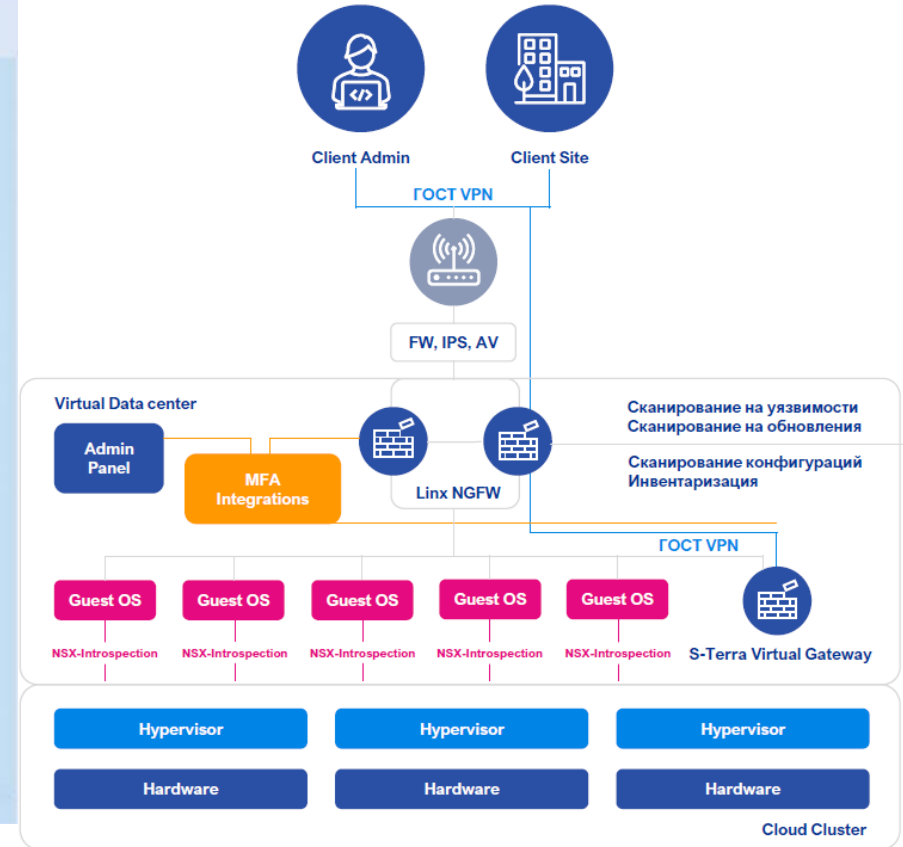 </>
Client Admin
Client Site
ГОСТ VPN
FW, IPS, AV
Virtual Data center
Admin
Panel
MFA
Integrations
Linx NGFW
Сканирование на уязвимости
Сканирование на обновления
Сканирование конфигураций
Инвентаризация
ГОСТ VPN
Guest OS
Guest OS
Guest OS
Guest OS
Guest OS
NSX-Introspection
NSX-Introspection
NSX-Introspection
NSX-Introspection
NSX-Introspection
S-Terra Virtual Gateway
Hypervisor
Hypervisor
Hypervisor
Hardware
Hardware
Hardware
Cloud Cluster